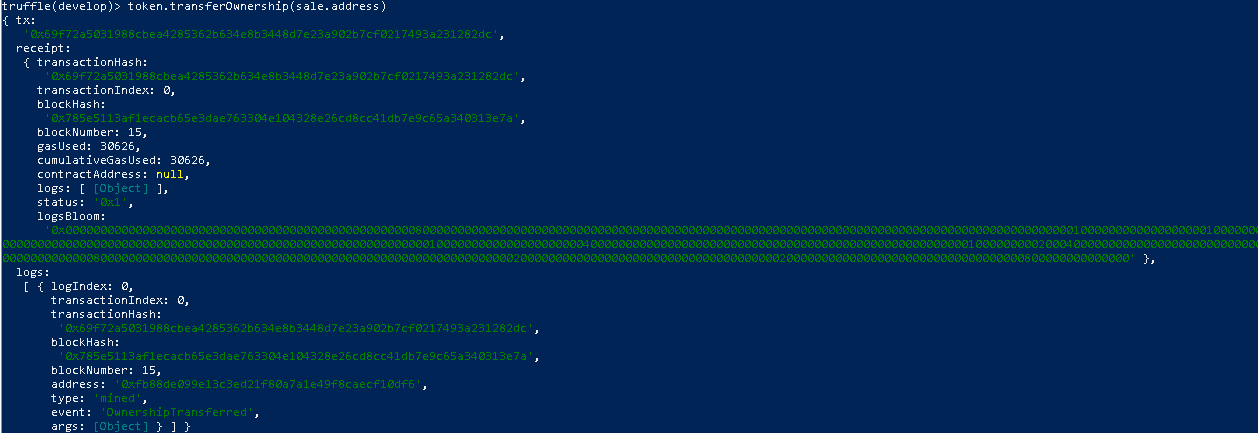 truffle(develop)> token.transferOwnership(sale.address)
{ tx:
'0x69f72a5031988cbea4285362b634e8b3448d7e23a902b7cf0217493a231282dc',
receipt:
{ transactionHash:
'0x69f72a5031988cbea4285362b634e8b3448d7e23a902b7cf0217493a231282dc',
transactionIndex: 0,
blockHash:
'0x785e5113af1ecacb65e3dae763304e104328e26cd8cc41db7e9c65a340313e7a',
blockNumber: 15,
gasUsed: 30626,
cumulativeGasUsed: 30626,
contractAddress: null,
logs: [ [Object] ],
status: '0x1',
logsBloom:
logs:
[ { logIndex: 0,
transactionIndex: 0,
transactionHash:
'0x69f72a5031988cbea4285362b634e8b3448d7e23a902b7cf0217493a231282dc',
blockHash:
'0x785e5113af1ecacb65e3dae763304e104328e26cd8cc41db7e9c65a340313e7a',
blockNumber: 15,
address: '0xfb88de099e13c3ed21f80a7a1e49f8caecf10df6',
type: 'mined',
event: 'OwnershipTransferred',
args: [Object] } ] }